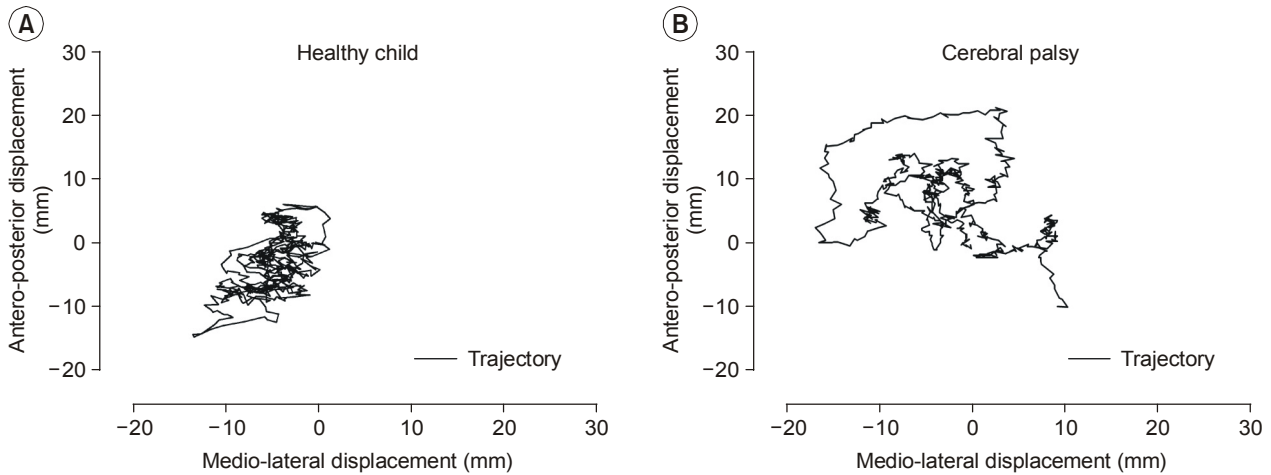 A
Healthy child
30
20
10
0
−10
−20
Antero-posterior displacement
(mm)
Trajectory
−20 −10 0 10 20 30
Medio-lateral displacement (mm)
B
Cerebral palsy
30
20
10
0
−10
−20
Antero-posterior displacement
(mm)
Trajectory
−20 −10 0 10 20 30
Medio-lateral displacement (mm)